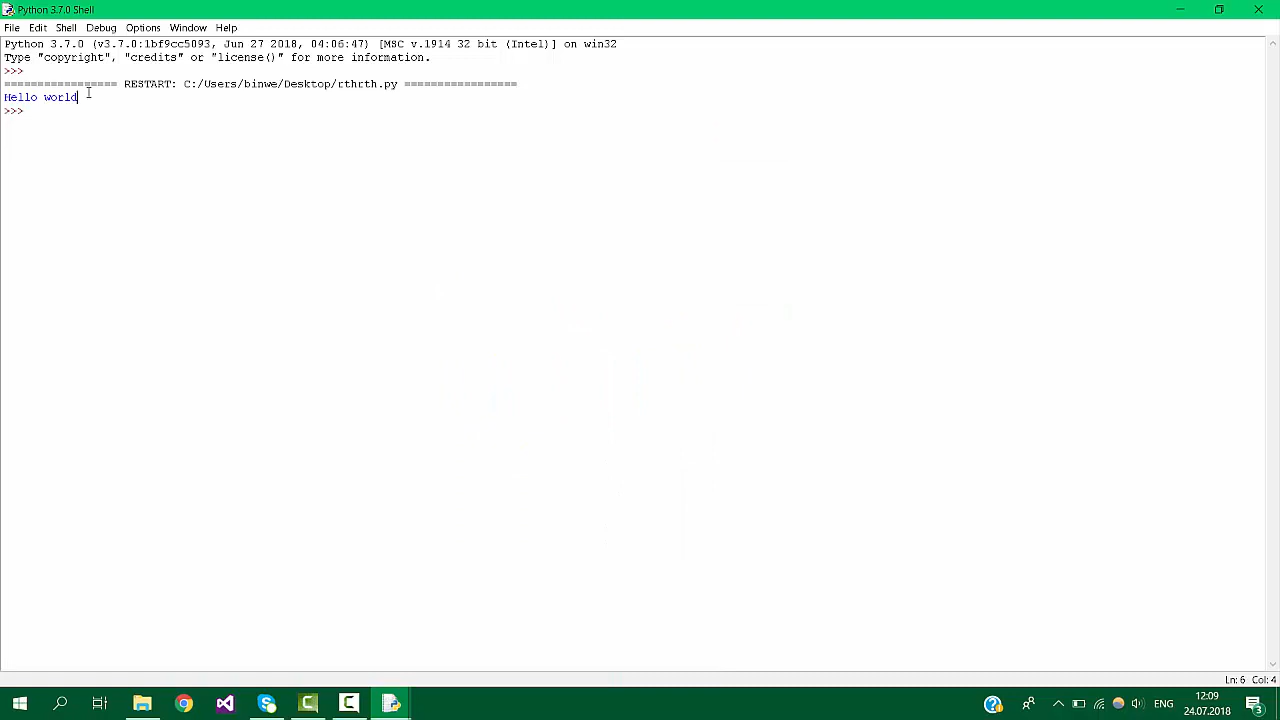 Python 3.7.0 Shell
File Edit Shell Debug Options Window Help
Python 3.7.0 (v3.7.0:1bf9cc5093, Jun 27 2018, 04:06:47) [MSC v.1914 32 bit (Intel)] on win32
Type "copyright", "credits" or "license()" for more information.
>>>
================= RESTART: C:/Users/binwe/Desktop/rthrth.py =================
Hello world
>>>
Ln: 6 Col: 4
ENG
12:09
24.07.2018
3